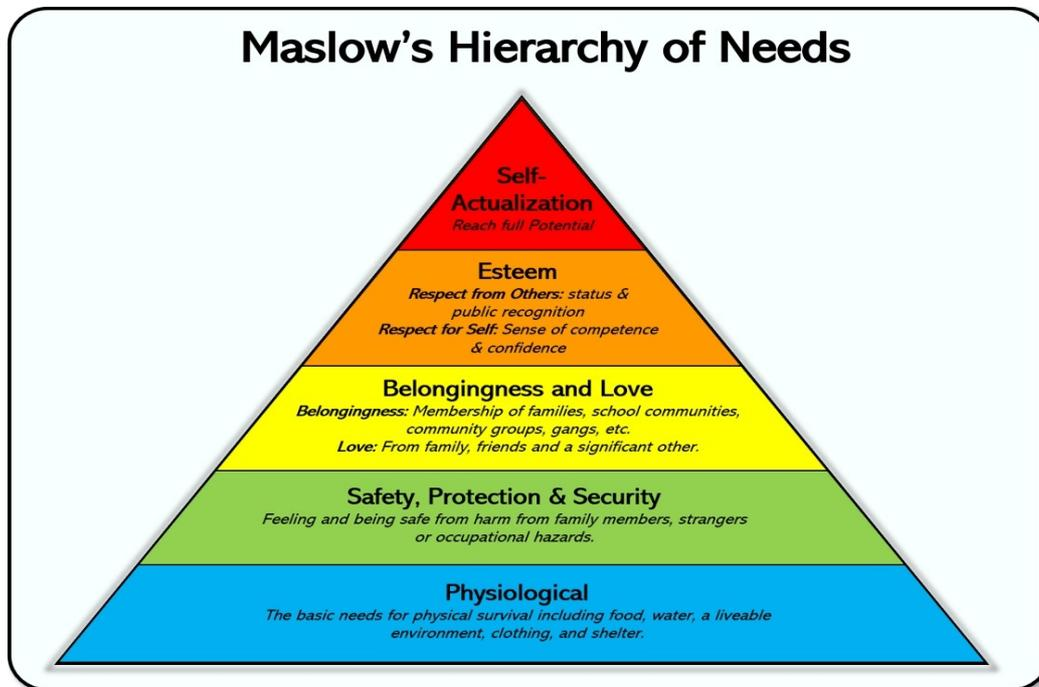 Maslow's Hierarchy of Needs
Self-
Actualization
Reach full Potential
Esteem
Respect from Others: status &
public recognition
Respect for Self: Sense of competence
& confidence
Belongingness and Love
Belongingness: Membership of families, school communities,
community groups, gangs, etc.
Love: From family, friends and a significant other.
Safety, Protection & Security
Feeling and being safe from harm from family members, strangers
or occupational hazards.
Physiological
The basic needs for physical survival including food, water, a liveable
environment, clothing, and shelter.